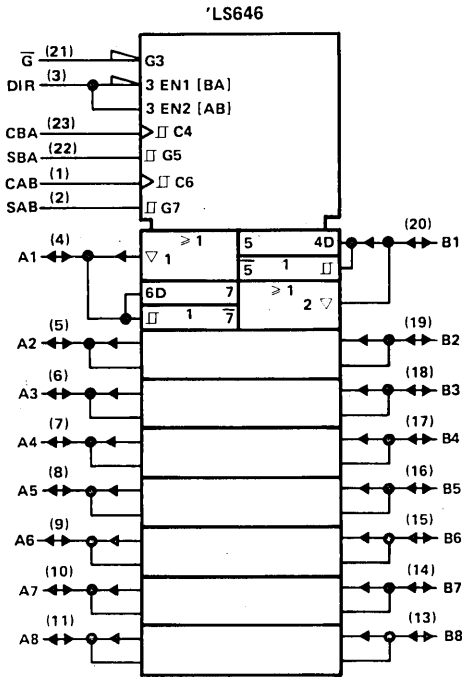 'LS646
G̅ (21) G3
DIR (3) 3 EN1 [BA]
3 EN2 [AB]
CBA (23) C4
SBA (22) G5
CAB (1) C6
SAB (2) G7
A1 (4) ⩾ 1 ▽ 1 5 4D (20) B1
5̅ 1
6D 7 ⩾ 1
1 7̅ 2 ▽
A2 (5) (19) B2
A3 (6) (18) B3
A4 (7) (17) B4
A5 (8) (16) B5
A6 (9) (15) B6
A7 (10) (14) B7
A8 (11) (13) B8